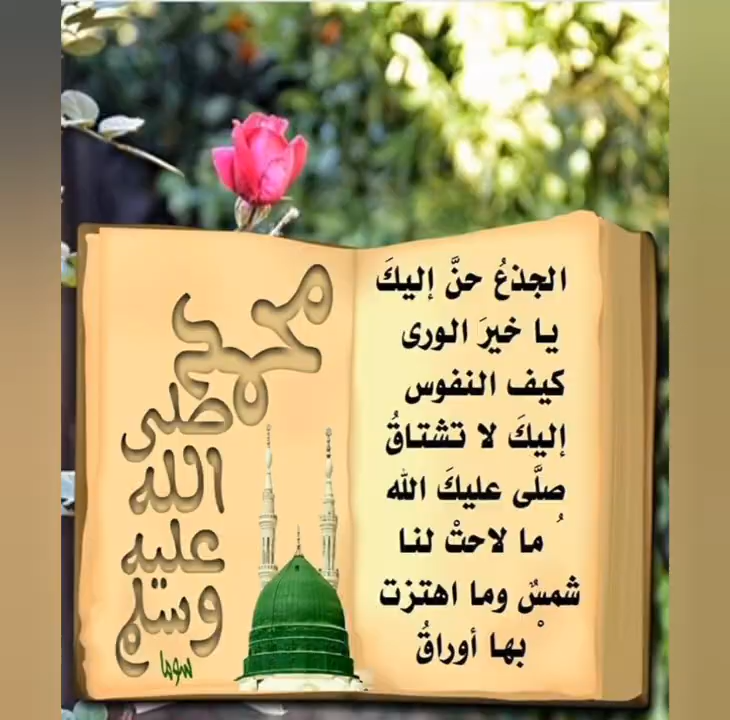 الجذعُ حنَّ إليكَ
يا خيرَ الورى
كيف النفوس
إليكَ لا تشتاقُ
صلَّى عليكَ الله
ُ ما لاحتْ لنا
شمسٌ وما اهتزت
ْ بها أوراقُ
محمد
صلى
الله
عليه
وسلم
سوما